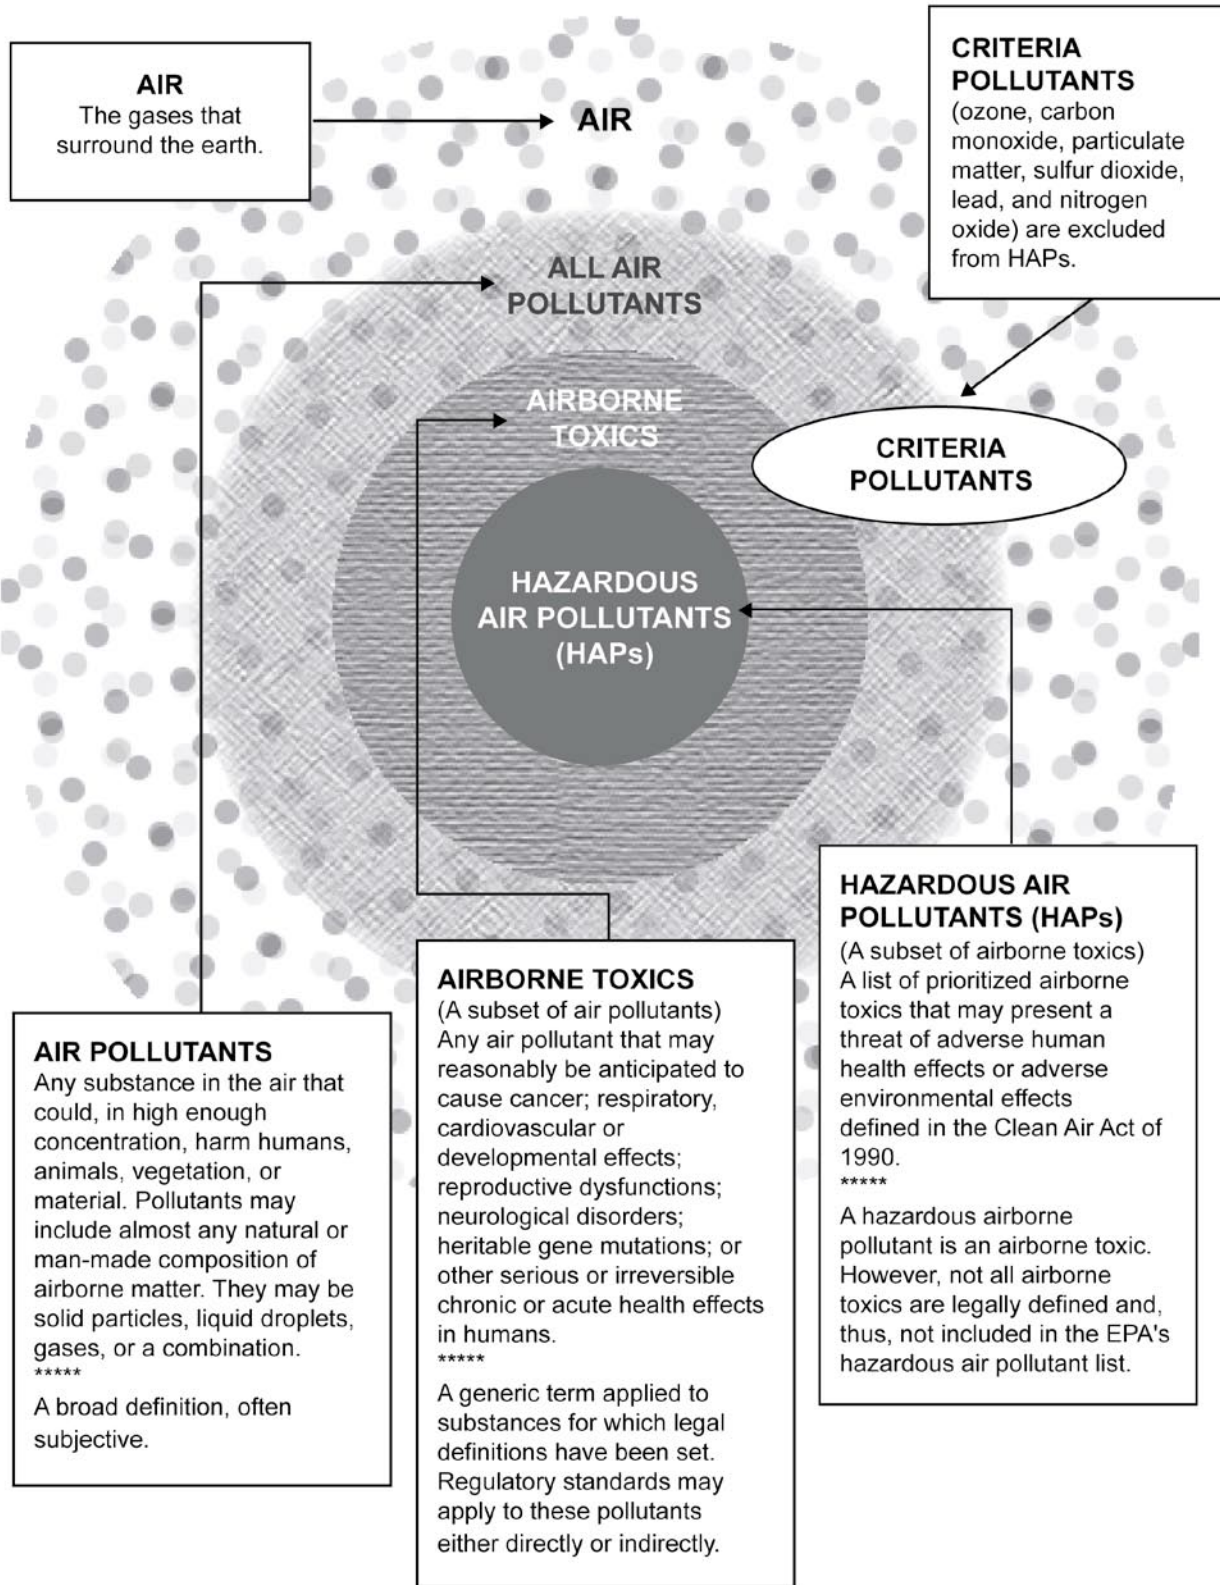 AIR
The gases that
surround the earth.
AIR
CRITERIA
POLLUTANTS
(ozone, carbon
monoxide, particulate
matter, sulfur dioxide,
lead, and nitrogen
oxide) are excluded
from HAPs.
ALL AIR
POLLUTANTS
AIRBORNE
TOXICS
CRITERIA
POLLUTANTS
HAZARDOUS
AIR POLLUTANTS
(HAPs)
AIR POLLUTANTS
Any substance in the air that
could, in high enough
concentration, harm humans,
animals, vegetation, or
material. Pollutants may
include almost any natural or
man-made composition of
airborne matter. They may be
solid particles, liquid droplets,
gases, or a combination.
*****
A broad definition, often
subjective.
AIRBORNE TOXICS
(A subset of air pollutants)
Any air pollutant that may
reasonably be anticipated to
cause cancer; respiratory,
cardiovascular or
developmental effects;
reproductive dysfunctions;
neurological disorders;
heritable gene mutations; or
other serious or irreversible
chronic or acute health effects
in humans.
*****
A generic term applied to
substances for which legal
definitions have been set.
Regulatory standards may
apply to these pollutants
either directly or indirectly.
HAZARDOUS AIR
POLLUTANTS (HAPs)
(A subset of airborne toxics)
A list of prioritized airborne
toxics that may present a
threat of adverse human
health effects or adverse
environmental effects
defined in the Clean Air Act of
1990.
*****
A hazardous airborne
pollutant is an airborne toxic.
However, not all airborne
toxics are legally defined and,
thus, not included in the EPA's
hazardous air pollutant list.